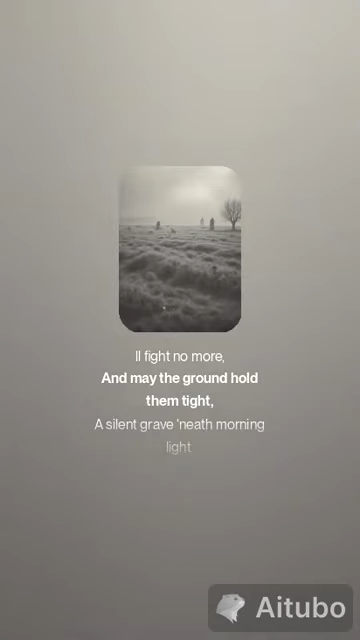 ll fight no more,
And may the ground hold
them tight,
A silent grave 'neath morning
light
Aitubo